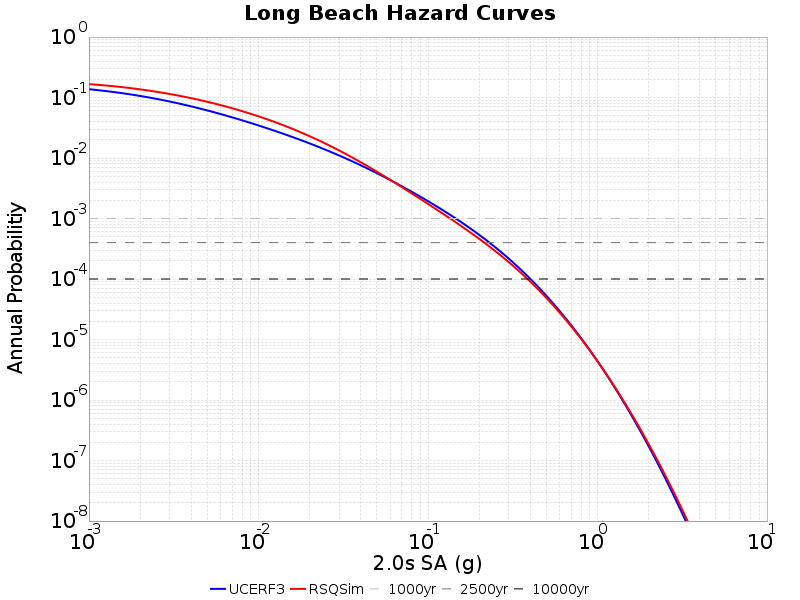 Long Beach Hazard Curves
Annual Probabilitiy
10^0
10^-1
10^-2
10^-3
10^-4
10^-5
10^-6
10^-7
10^-8
10^-3 10^-2 10^-1 10^0 10^1
2.0s SA (g)
UCERF3 RSQSim 1000yr 2500yr 10000yr